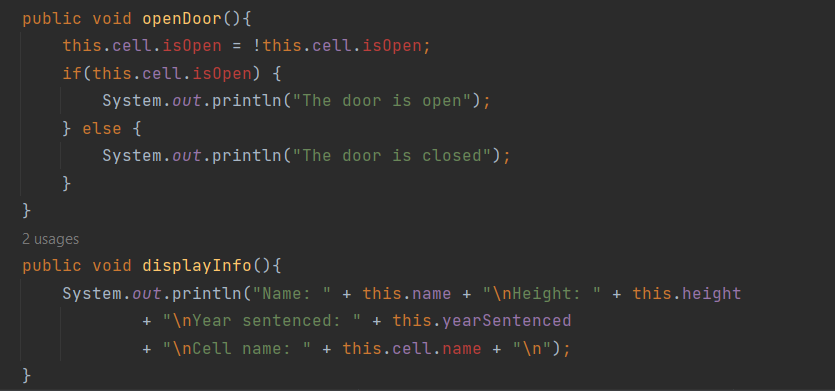 public void openDoor(){
    this.cell.isOpen = !this.cell.isOpen;
    if(this.cell.isOpen) {
        System.out.println("The door is open");
    } else {
        System.out.println("The door is closed");
    }
}
2 usages
public void displayInfo(){
    System.out.println("Name: " + this.name + "\nHeight: " + this.height
            + "\nYear sentenced: " + this.yearSentenced
            + "\nCell name: " + this.cell.name + "\n");
}